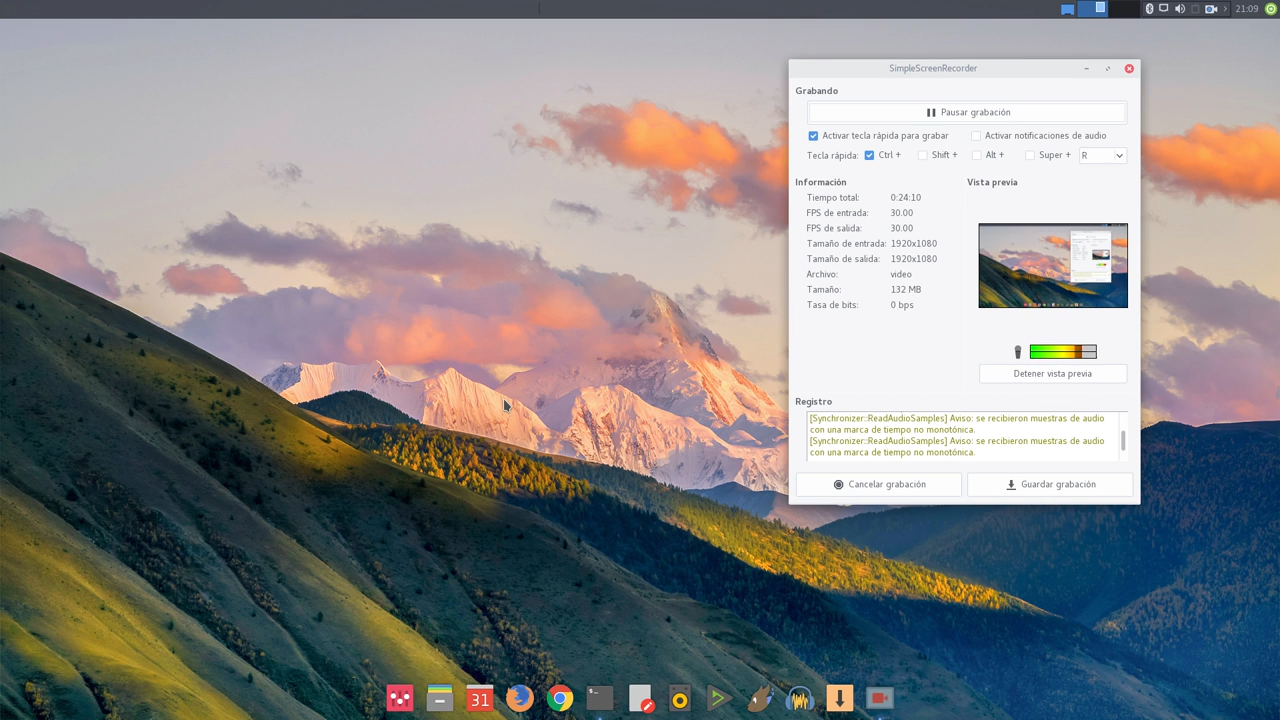 21:09
SimpleScreenRecorder
Grabando
Pausar grabación
Activar tecla rápida para grabar Activar notificaciones de audio
Tecla rápida: Ctrl + Shift + Alt + Super + R
Información Vista previa
Tiempo total: 0:24:10
FPS de entrada: 30.00
FPS de salida: 30.00
Tamaño de entrada: 1920x1080
Tamaño de salida: 1920x1080
Archivo: video
Tamaño: 132 MB
Tasa de bits: 0 bps
Detener vista previa
Registro
[Synchronizer::ReadAudioSamples] Aviso: se recibieron muestras de audio
con una marca de tiempo no monotónica.
[Synchronizer::ReadAudioSamples] Aviso: se recibieron muestras de audio
con una marca de tiempo no monotónica.
Cancelar grabación Guardar grabación
31